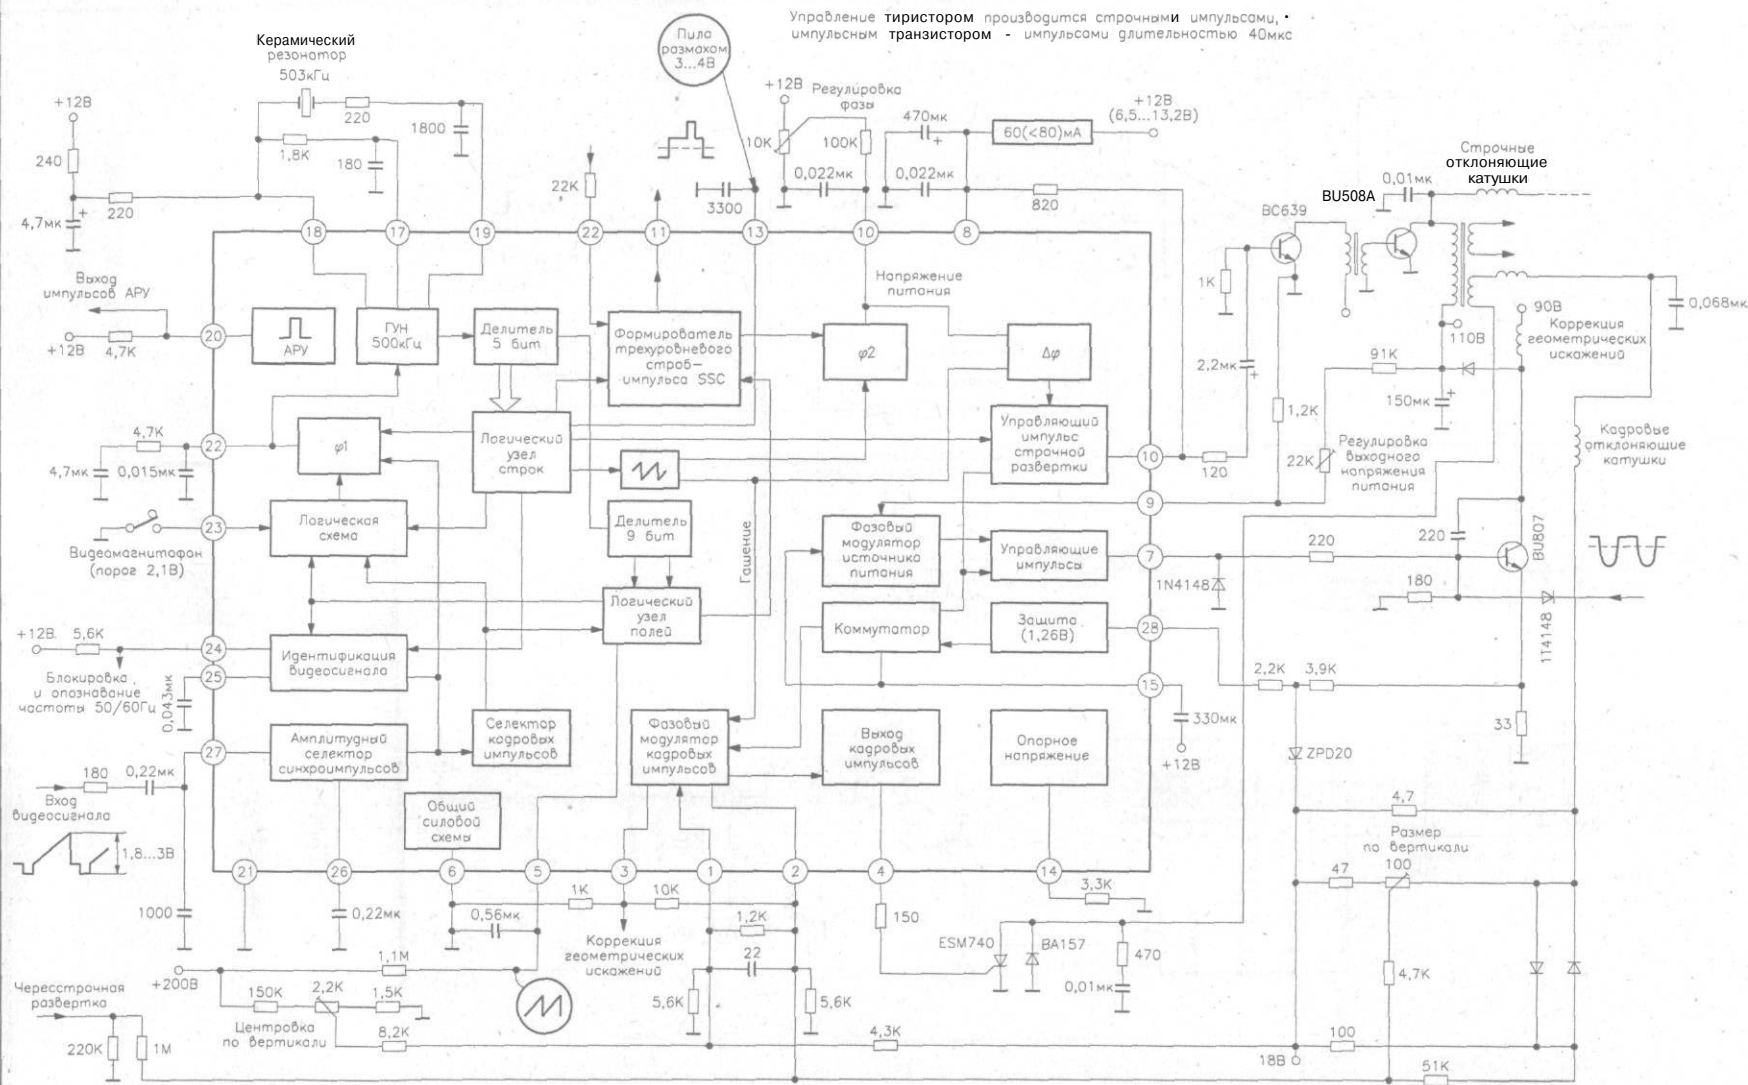 Управление тиристором производится строчными импульсами,
импульсным транзистором - импульсами длительностью 40мкс
Керамический
резонатор
503кГц
+12В
240
220
4,7мк
+
220
1,8К
180
1800
Пила
размахом
3...4В
22К
3300
+12В
Регулировка
фазы
10К
100К
0,022мк
470мк
+
0,022мк
60(<80)мА
+12В
(6,5...13,2В)
820
Строчные
отклоняющие
катушки
0,01мк
BU508A
BC639
18
17
19
22
11
13
10
8
1К
2,2мк
+
1,2К
0,068мк
90В
110В
Коррекция
геометрических
искажений
91К
150мк
+
22К
Регулировка
выходного
напряжения
питания
Кадровые
отклоняющие
катушки
Выход
импульсов АРУ
+12В
4,7К
20
АРУ
ГУН
500кГц
Делитель
5 бит
Формирователь
трехуровневого
строб-
импульса SSC
Напряжение
питания
φ2
Δφ
4,7К
4,7мк
0,015мк
22
φ1
Логический
узел
строк
Управляющий
импульс
строчной
развертки
10
120
9
23
Видеомагнитофон
(порог 2,1В)
Логическая
схема
Делитель
9 бит
Гашение
Фазовый
модулятор
источника
питания
Управляющие
импульсы
7
1N4148
220
220
BU807
180
1T4148
Логический
узел
полей
Коммутатор
Защита
(1,26В)
28
+12В
5,6К
24
25
Блокировка
и опознавание
частоты 50/60Гц
0,043мк
Идентификация
видеосигнала
15
330мк
+12В
2,2К
3,9К
33
ZPD20
27
Амплитудный
селектор
синхроимпульсов
Селектор
кадровых
импульсов
Фазовый
модулятор
кадровых
импульсов
Выход
кадровых
импульсов
Опорное
напряжение
180
0,22мк
Вход
видеосигнала
1,8...3В
Общий
силовой
схемы
4,7
Размер
по вертикали
47
100
21
26
6
5
3
1
2
4
14
1000
0,22мк
0,56мк
1К
10К
1,2К
22
150
3,3К
Коррекция
геометрических
искажений
5,6К
5,6К
ESM740
BA157
470
0,01мк
4,7К
+200В
1,1М
150К
2,2К
1,5К
Центровка
по вертикали
8,2К
4,3К
18В
100
51К
Чересстрочная
развертка
220К
1М